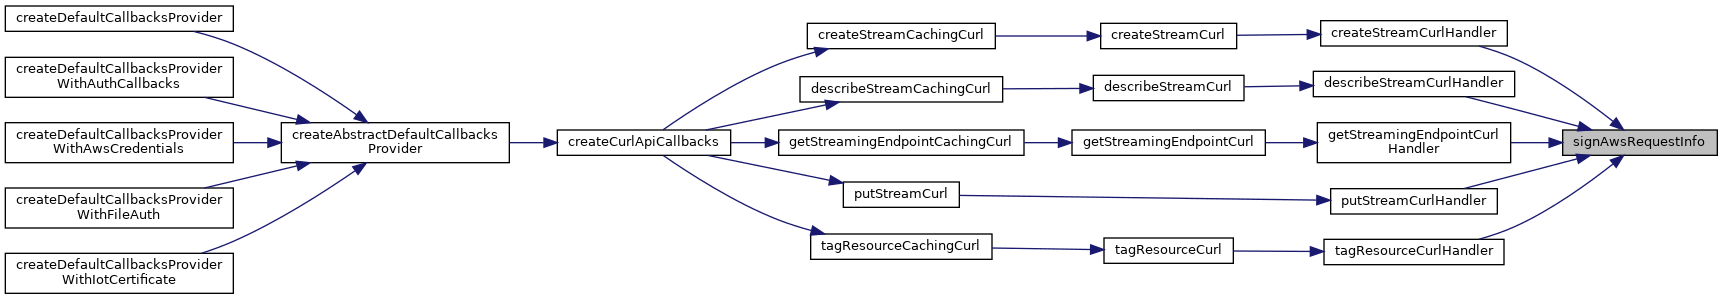 createDefaultCallbacksProvider
createDefaultCallbacksProvider
WithAuthCallbacks
createDefaultCallbacksProvider
WithAwsCredentials
createDefaultCallbacksProvider
WithFileAuth
createDefaultCallbacksProvider
WithIotCertificate
createAbstractDefaultCallbacks
Provider
createCurlApiCallbacks
createStreamCachingCurl
describeStreamCachingCurl
getStreamingEndpointCachingCurl
putStreamCurl
tagResourceCachingCurl
createStreamCurl
describeStreamCurl
getStreamingEndpointCurl
tagResourceCurl
createStreamCurlHandler
describeStreamCurlHandler
getStreamingEndpointCurl
Handler
putStreamCurlHandler
tagResourceCurlHandler
signAwsRequestInfo